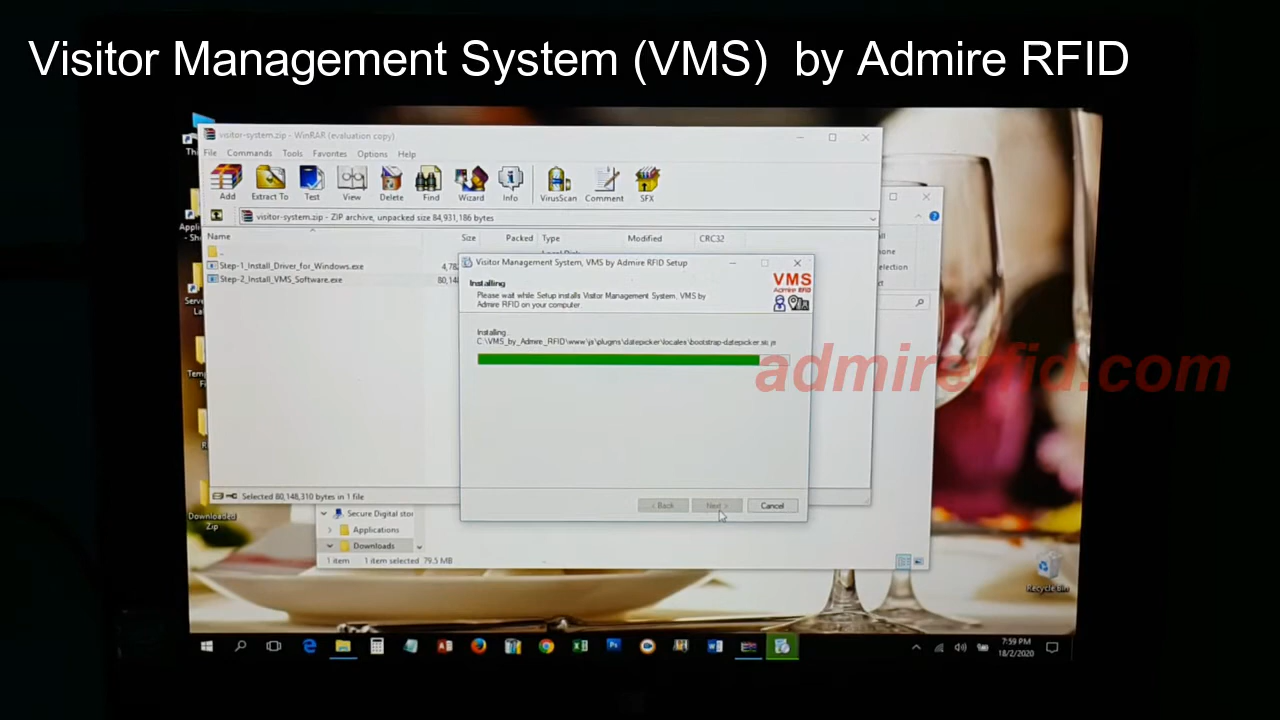 Visitor Management System (VMS) by Admire RFID
visitor-system.zip - WinRAR (evaluation copy)
File Commands Tools Favorites Options Help
Add Extract To Test View Delete Find Wizard Info VirusScan Comment SFX
visitor-system.zip - ZIP archive, unpacked size 84,931,186 bytes
Name Size Packed Type Modified CRC32
..
Local Disk
Step-1_Install_Driver_for_Windows.exe
Step-2_Install_VMS_Software.exe
Visitor Management System, VMS by Admire RFID Setup
Installing
Please wait while Setup installs Visitor Management System, VMS by
Admire RFID on your computer
VMS
Admire RFID
Installing...
C:\VMS_by_Admire_RFID\www\js\plugins\datepicker\locales\bootstrap-datepicker.sk.js
admirerfid.com
< Back Next > Cancel
Selected 80,148,310 bytes in 1 file
Secure Digital stor
Applications
Downloads
1 item 1 item selected 79.5 MB
Downloaded
Zip
Recycle Bin
7:59 PM
18/2/2020